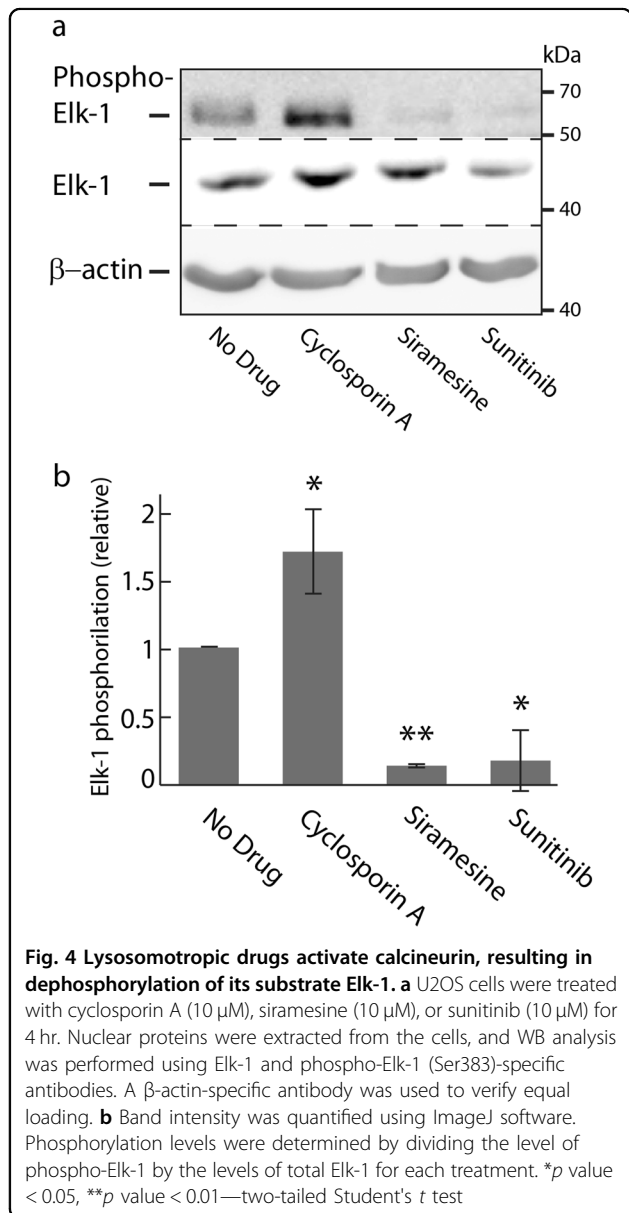 a
kDa
Phospho-
Elk-1
70
50
Elk-1
40
β–actin
40
No Drug
Cyclosporin A
Siramesine
Sunitinib
b
Elk-1 phosphorilation (relative)
2
1.5
1
0.5
0
*
**
*
No Drug
Cyclosporin A
Siramesine
Sunitinib
Fig. 4 Lysosomotropic drugs activate calcineurin, resulting in
dephosphorylation of its substrate Elk-1. a U2OS cells were treated
with cyclosporin A (10 μM), siramesine (10 μM), or sunitinib (10 μM) for
4 hr. Nuclear proteins were extracted from the cells, and WB analysis
was performed using Elk-1 and phospho-Elk-1 (Ser383)-specific
antibodies. A β-actin-specific antibody was used to verify equal
loading. b Band intensity was quantified using ImageJ software.
Phosphorylation levels were determined by dividing the level of
phospho-Elk-1 by the levels of total Elk-1 for each treatment. *p value
< 0.05, **p value < 0.01—two-tailed Student's t test